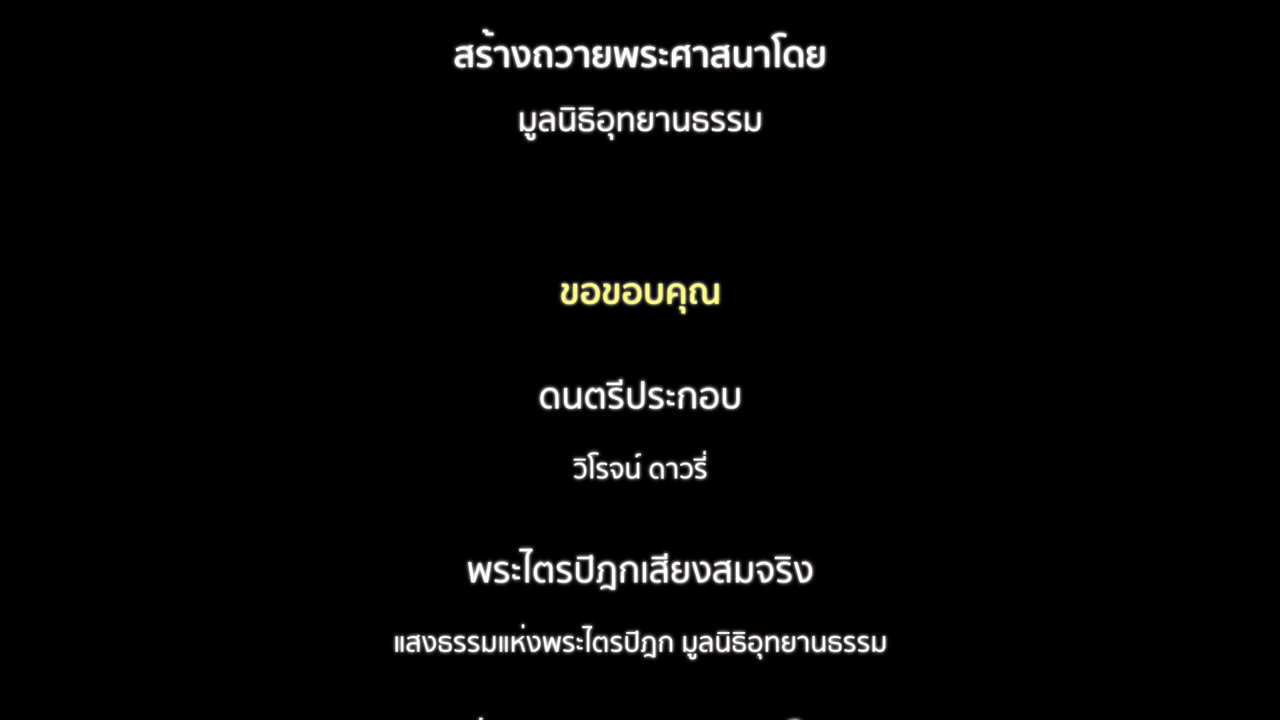 สร้างถวายพระศาสนาโดย
มูลนิธิอุทยานธรรม
ขอขอบคุณ
ดนตรีประกอบ
วิโรจน์ ดาวรี่
พระไตรปิฎกเสียงสมจริง
แสงธรรมแห่งพระไตรปิฎก มูลนิธิอุทยานธรรม